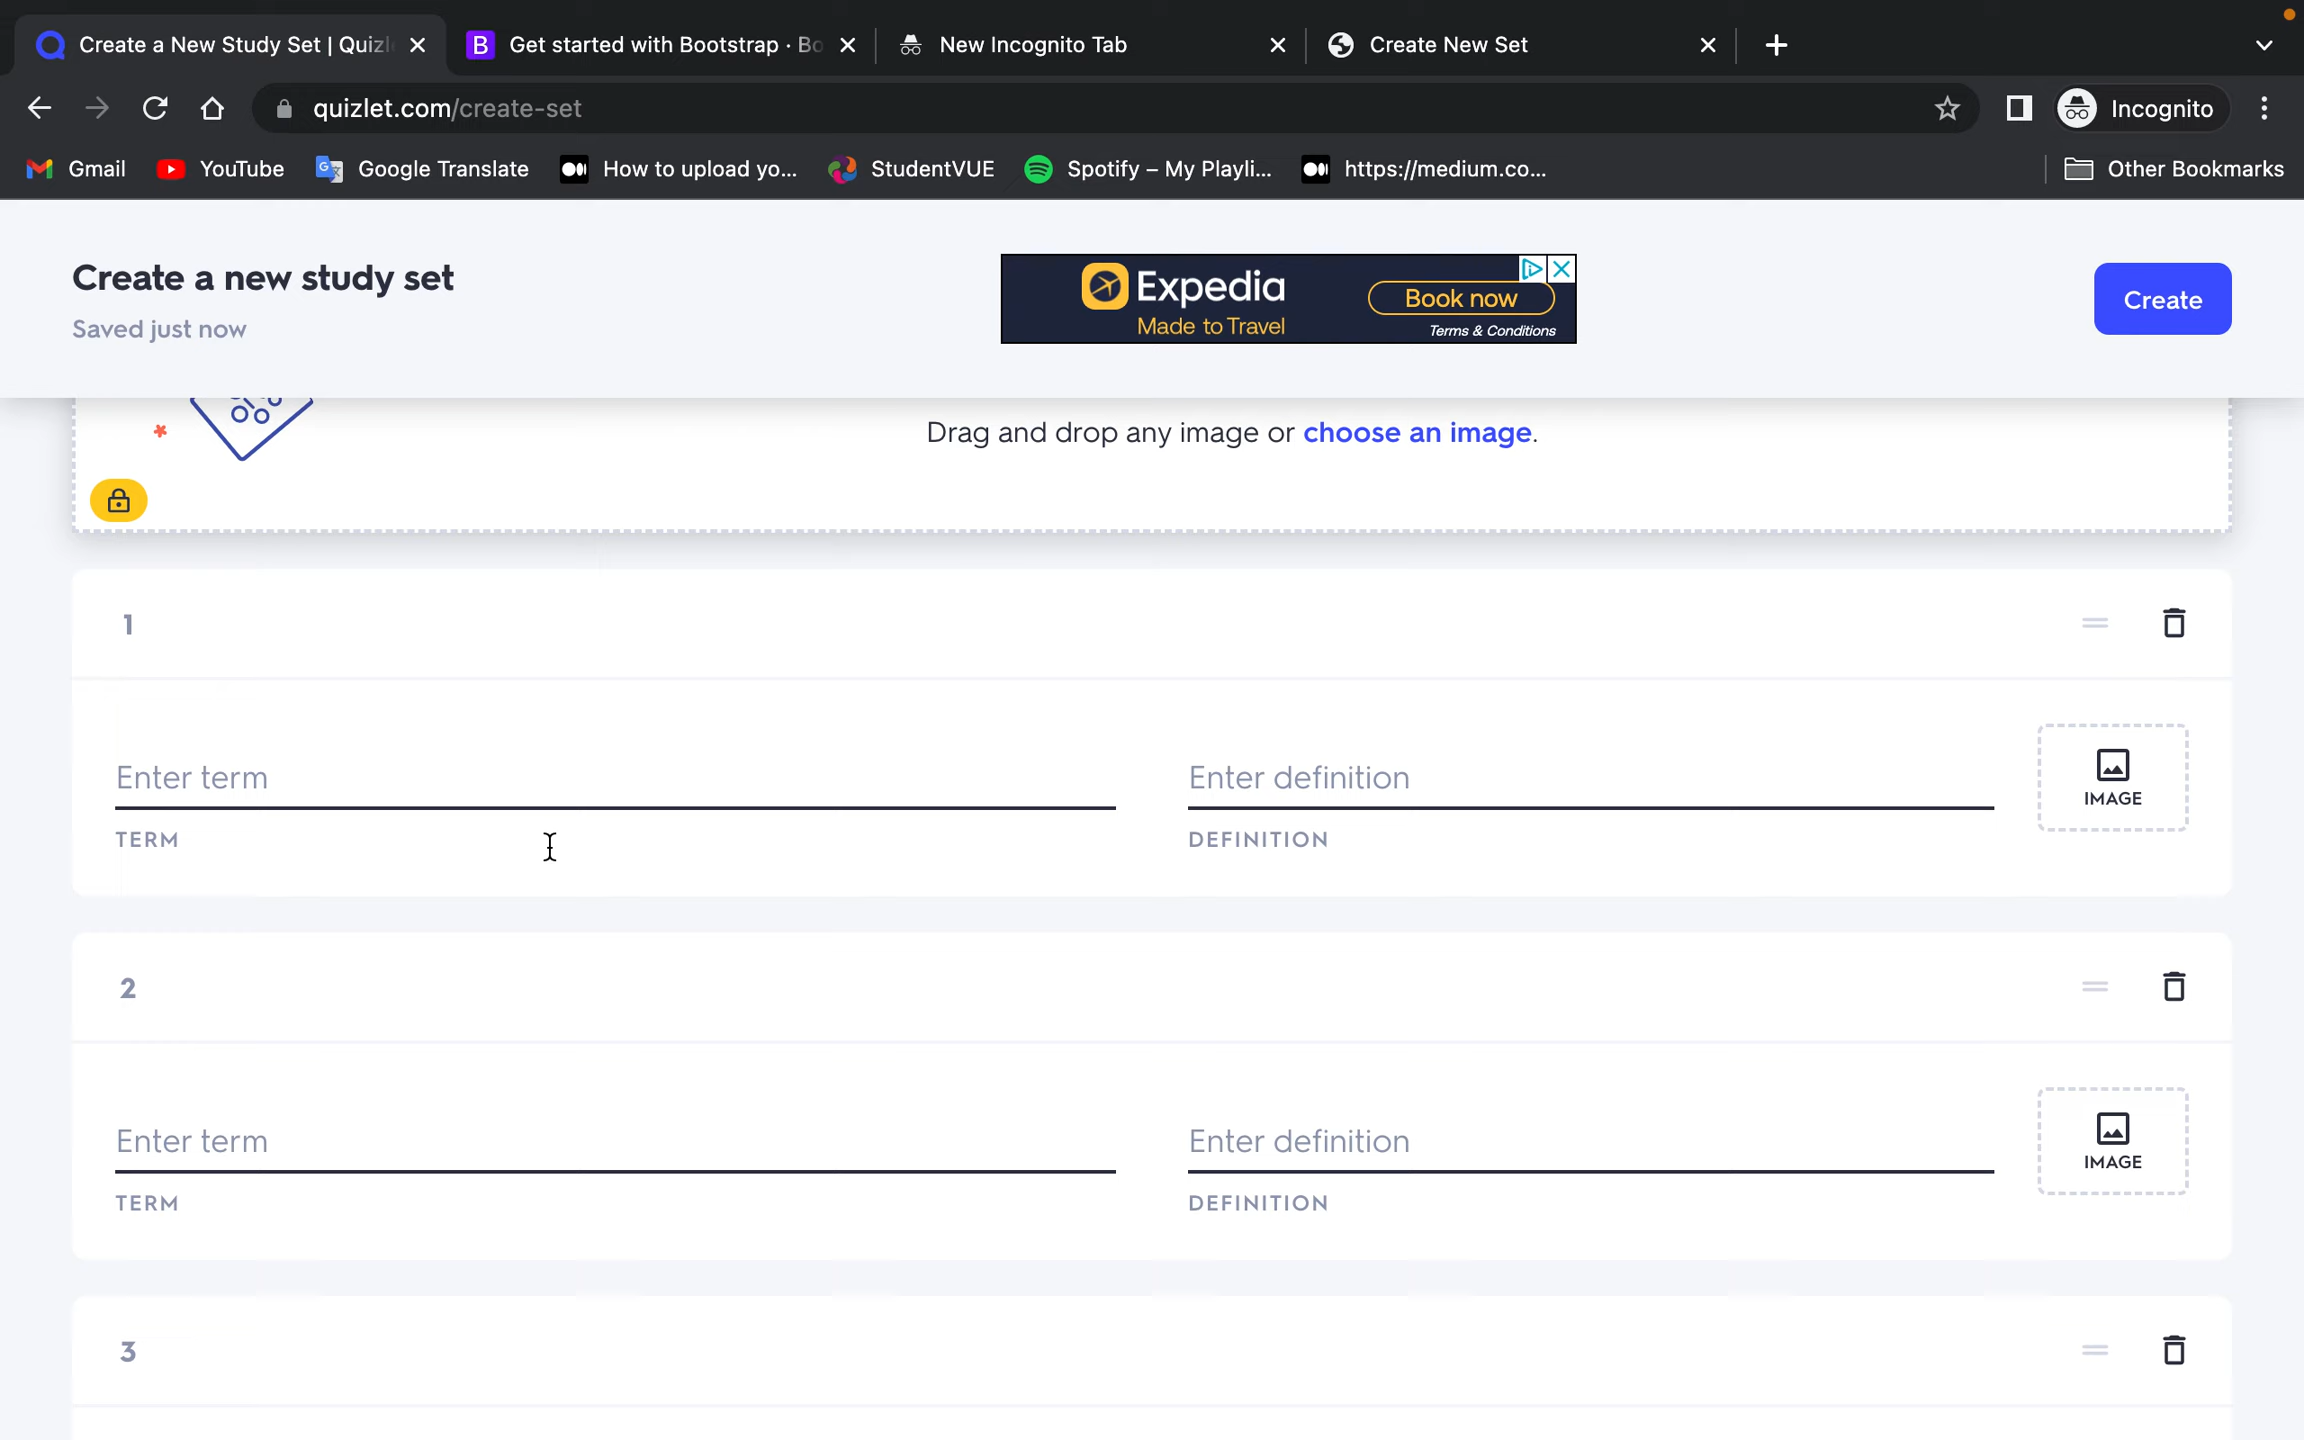 Create a New Study Set | Quizl
Get started with Bootstrap · Bo
New Incognito Tab
Create New Set
quizlet.com/create-set
Incognito
Gmail
YouTube
Google Translate
How to upload yo...
StudentVUE
Spotify – My Playli...
https://medium.co...
Other Bookmarks
Create a new study set
Saved just now
Expedia
Made to Travel
Book now
Terms & Conditions
Create
Drag and drop any image or choose an image.
1
Enter term
TERM
Enter definition
DEFINITION
IMAGE
2
Enter term
TERM
Enter definition
DEFINITION
IMAGE
3